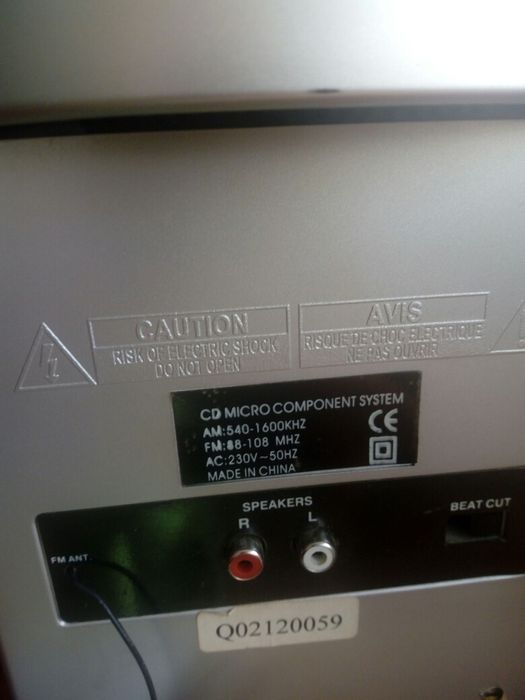 CAUTION
RISK OF ELECTRIC SHOCK
DO NOT OPEN
AVIS
RISQUE DE CHOC ELECTRIQUE
NE PAS OUVRIR
CD MICRO COMPONENT SYSTEM
AM:540-1600KHZ
FM:88-108 MHZ
AC:230V~50HZ
MADE IN CHINA
CE
SPEAKERS
R L
BEAT CUT
FM ANT.
Q02120059